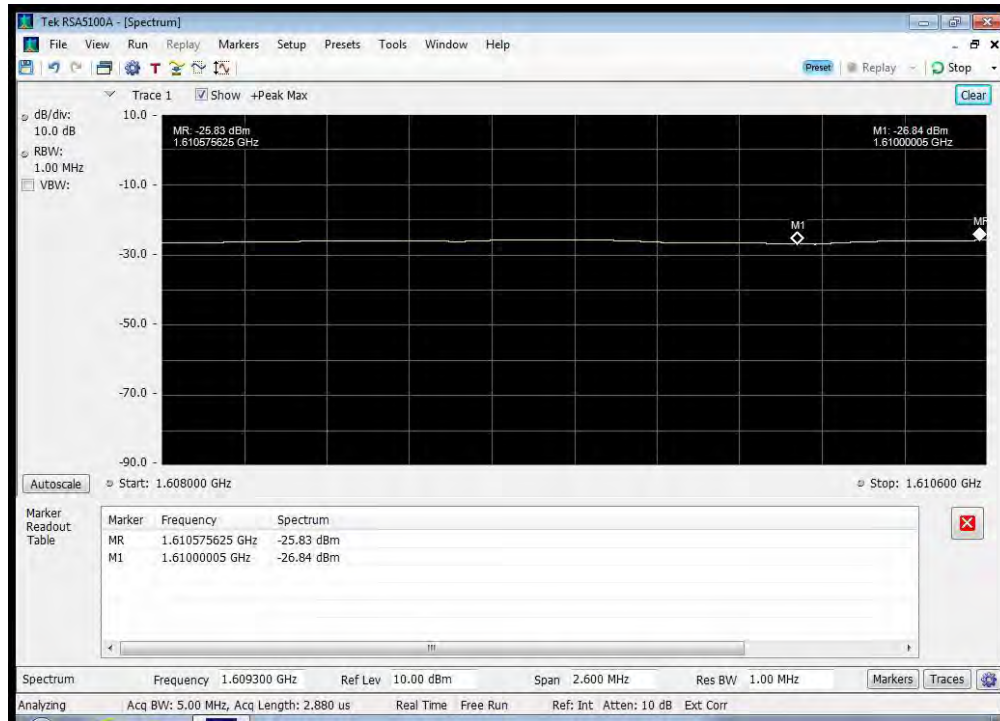 Tek RSA5100A - [Spectrum]
File View Run Replay Markers Setup Presets Tools Window Help
T
Preset Replay Stop
Trace 1 Show +Peak Max Clear
dB/div:
10.0 dB
RBW:
1.00 MHz
VBW:
10.0
-10.0
-30.0
-50.0
-70.0
-90.0
MR: -25.83 dBm
1.610575625 GHz
M1: -26.84 dBm
1.61000005 GHz
M1
MR
Autoscale Start: 1.608000 GHz Stop: 1.610600 GHz
Marker
Readout
Table
Marker Frequency Spectrum
MR 1.610575625 GHz -25.83 dBm
M1 1.61000005 GHz -26.84 dBm
Spectrum Frequency 1.609300 GHz Ref Lev 10.00 dBm Span 2.600 MHz Res BW 1.00 MHz Markers Traces
Analyzing Acq BW: 5.00 MHz, Acq Length: 2.880 us Real Time Free Run Ref: Int Atten: 10 dB Ext Corr